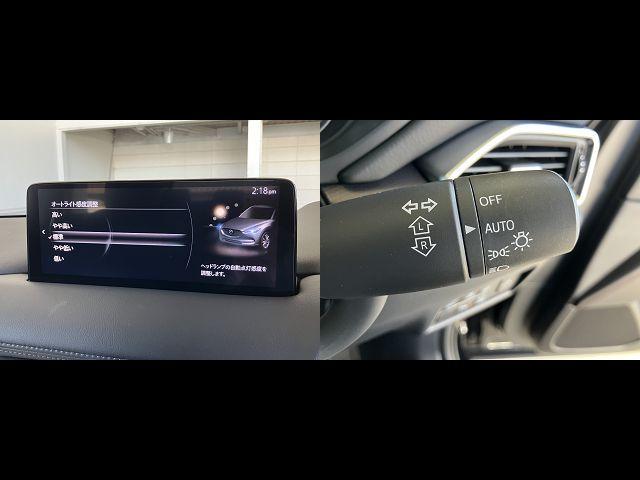 2:18pm
オートライト感度調整
高い
やや高い
標準
やや低い
低い
ヘッドランプの自動点灯感度を
調整します。
OFF
AUTO
L
R